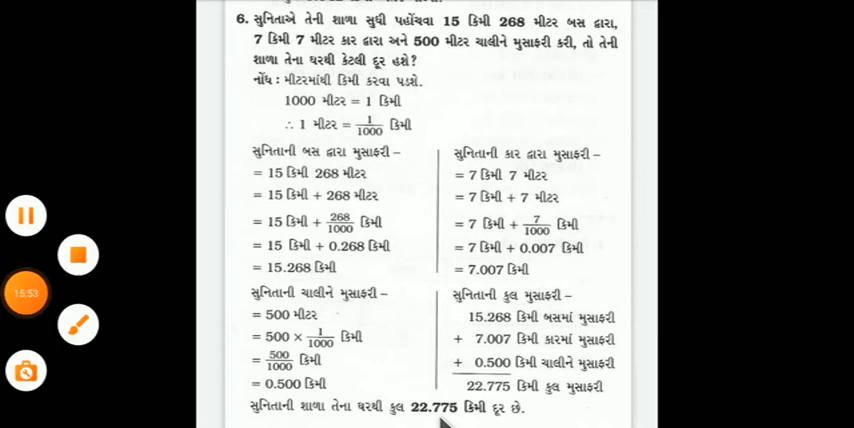 6. સુનિતાએ તેની શાળા સુધી પહોંચવા 15 કિમી 268 મીટર બસ દ્વારા,
7 કિમી 7 મીટર કાર દ્વારા અને 500 મીટર ચાલીને મુસાફરી કરી, તો તેની
શાળા તેના ઘરથી કેટલી દૂર હશે?
નોંધ : મીટરમાંથી કિમી કરવા પડશે.
1000 મીટર = 1 કિમી
∴ 1 મીટર = 1/1000 કિમી
સુનિતાની બસ દ્વારા મુસાફરી –
= 15 કિમી 268 મીટર
= 15 કિમી + 268 મીટર
= 15 કિમી + 268/1000 કિમી
= 15 કિમી + 0.268 કિમી
= 15.268 કિમી
સુનિતાની કાર દ્વારા મુસાફરી –
= 7 કિમી 7 મીટર
= 7 કિમી + 7 મીટર
= 7 કિમી + 7/1000 કિમી
= 7 કિમી + 0.007 કિમી
= 7.007 કિમી
સુનિતાની ચાલીને મુસાફરી –
= 500 મીટર
= 500 × 1/1000 કિમી
= 500/1000 કિમી
= 0.500 કિમી
સુનિતાની કુલ મુસાફરી –
15.268 કિમી બસમાં મુસાફરી
+ 7.007 કિમી કારમાં મુસાફરી
+ 0.500 કિમી ચાલીને મુસાફરી
22.775 કિમી કુલ મુસાફરી
સુનિતાની શાળા તેના ઘરથી કુલ 22.775 કિમી દૂર છે.
15:53